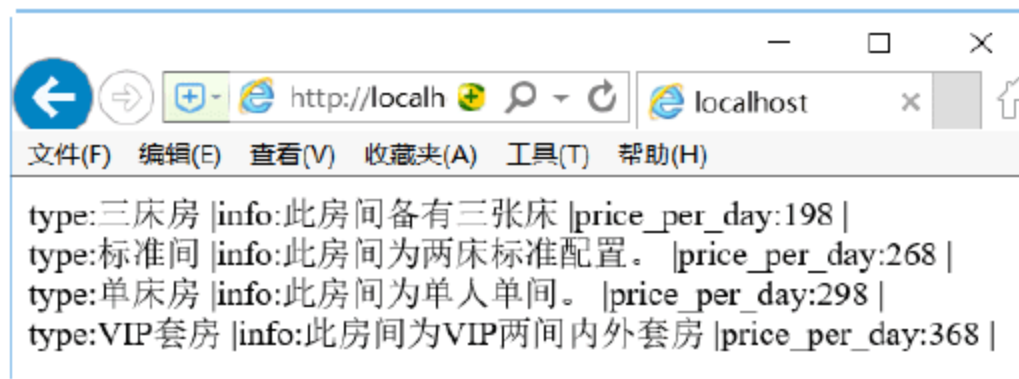 http://localh
localhost
文件(F) 编辑(E) 查看(V) 收藏夹(A) 工具(T) 帮助(H)
type:三床房 |info:此房间备有三张床 |price_per_day:198 |
type:标准间 |info:此房间为两床标准配置。 |price_per_day:268 |
type:单床房 |info:此房间为单人单间。 |price_per_day:298 |
type:VIP套房 |info:此房间为VIP两间内外套房 |price_per_day:368 |